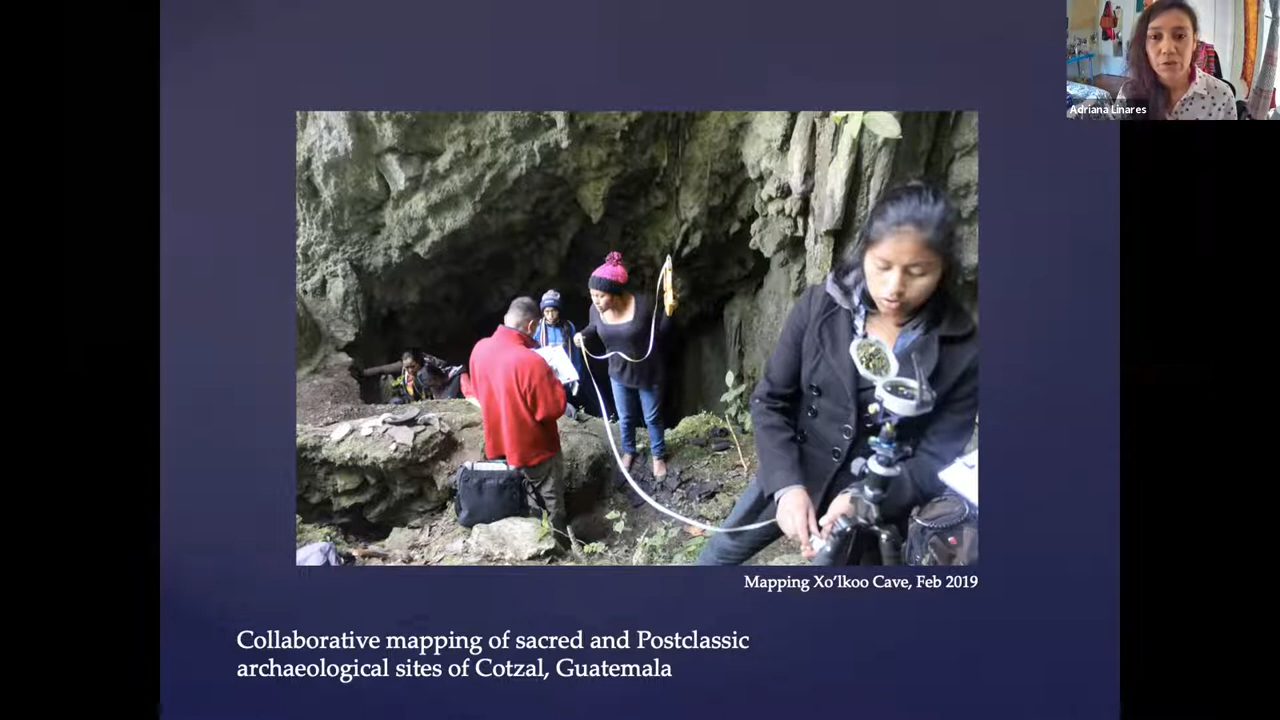 Adriana Linares
Mapping Xo’lkoo Cave, Feb 2019
Collaborative mapping of sacred and Postclassic
archaeological sites of Cotzal, Guatemala